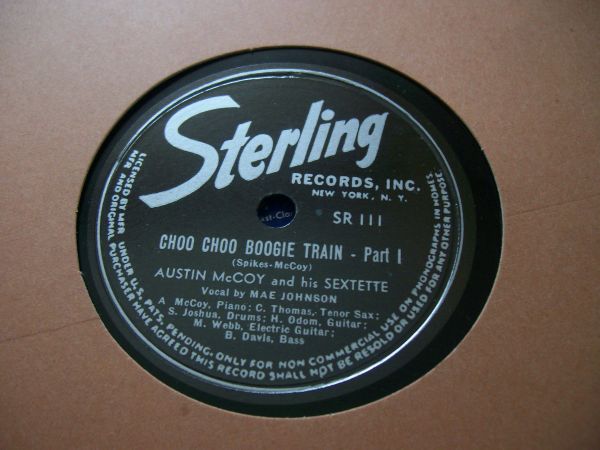 Sterling
RECORDS, INC.
NEW YORK, N. Y.
SR 111
CHOO CHOO BOOGIE TRAIN - Part 1
(Spikes-McCoy)
AUSTIN McCOY and his SEXTETTE
Vocal by MAE JOHNSON
A McCoy, Piano; C. Thomas, Tenor Sax;
S. Joshua, Drums; H. Odom, Guitar;
M. Webb, Electric Guitar;
B. Davis, Bass
LICENSED BY MFR UNDER U.S. PATS. PENDING. ONLY FOR NON COMMERCIAL USE ON PHONOGRAPHS IN HOMES.
MFR AND ORIGINAL PURCHASER HAVE AGREED THIS RECORD SHALL NOT BE RESOLD OR USED FOR ANY OTHER PURPOSE